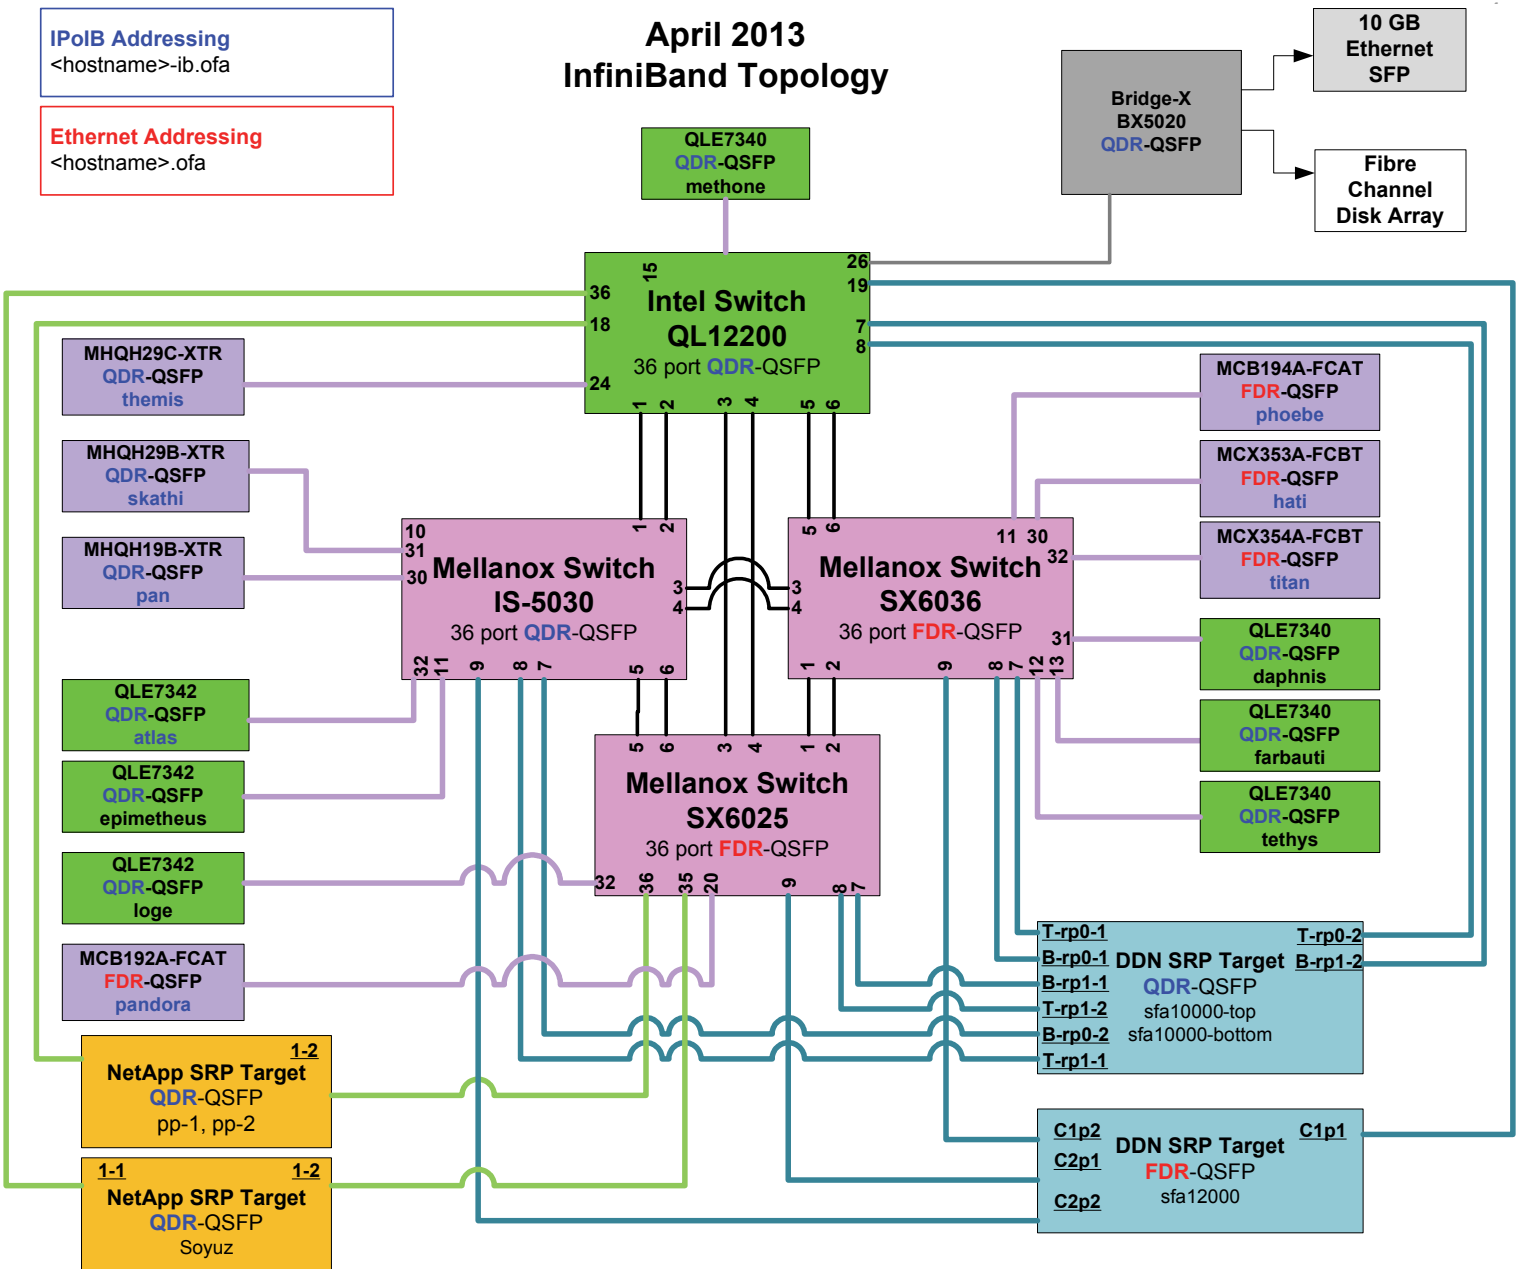 IPoIB Addressing
<hostname>-ib.ofa
Ethernet Addressing
<hostname>.ofa
April 2013
InfiniBand Topology
QLE7340
QDR-QSFP
methone
Bridge-X
BX5020
QDR-QSFP
10 GB
Ethernet
SFP
Fibre
Channel
Disk Array
15
26
19
36
18
7
8
24
Intel Switch
QL12200
36 port QDR-QSFP
1
2
3
4
5
6
MHQH29C-XTR
QDR-QSFP
themis
MHQH29B-XTR
QDR-QSFP
skathi
MHQH19B-XTR
QDR-QSFP
pan
MCB194A-FCAT
FDR-QSFP
phoebe
MCX353A-FCBT
FDR-QSFP
hati
MCX354A-FCBT
FDR-QSFP
titan
10
31
30
1
2
Mellanox Switch
IS-5030
36 port QDR-QSFP
3
4
32
11
9
8
7
5
6
5
6
11
30
32
Mellanox Switch
SX6036
36 port FDR-QSFP
3
4
31
1
2
9
8
7
12
13
QLE7340
QDR-QSFP
daphnis
QLE7340
QDR-QSFP
farbauti
QLE7340
QDR-QSFP
tethys
QLE7342
QDR-QSFP
atlas
QLE7342
QDR-QSFP
epimetheus
QLE7342
QDR-QSFP
loge
MCB192A-FCAT
FDR-QSFP
pandora
5
6
3
4
1
2
Mellanox Switch
SX6025
36 port FDR-QSFP
32
36
35
20
9
8
7
T-rp0-1
B-rp0-1
B-rp1-1
T-rp1-2
B-rp0-2
T-rp1-1
DDN SRP Target
QDR-QSFP
sfa10000-top
sfa10000-bottom
T-rp0-2
B-rp1-2
1-2
NetApp SRP Target
QDR-QSFP
pp-1, pp-2
1-1
1-2
NetApp SRP Target
QDR-QSFP
Soyuz
C1p2
C2p1
C2p2
DDN SRP Target
FDR-QSFP
sfa12000
C1p1